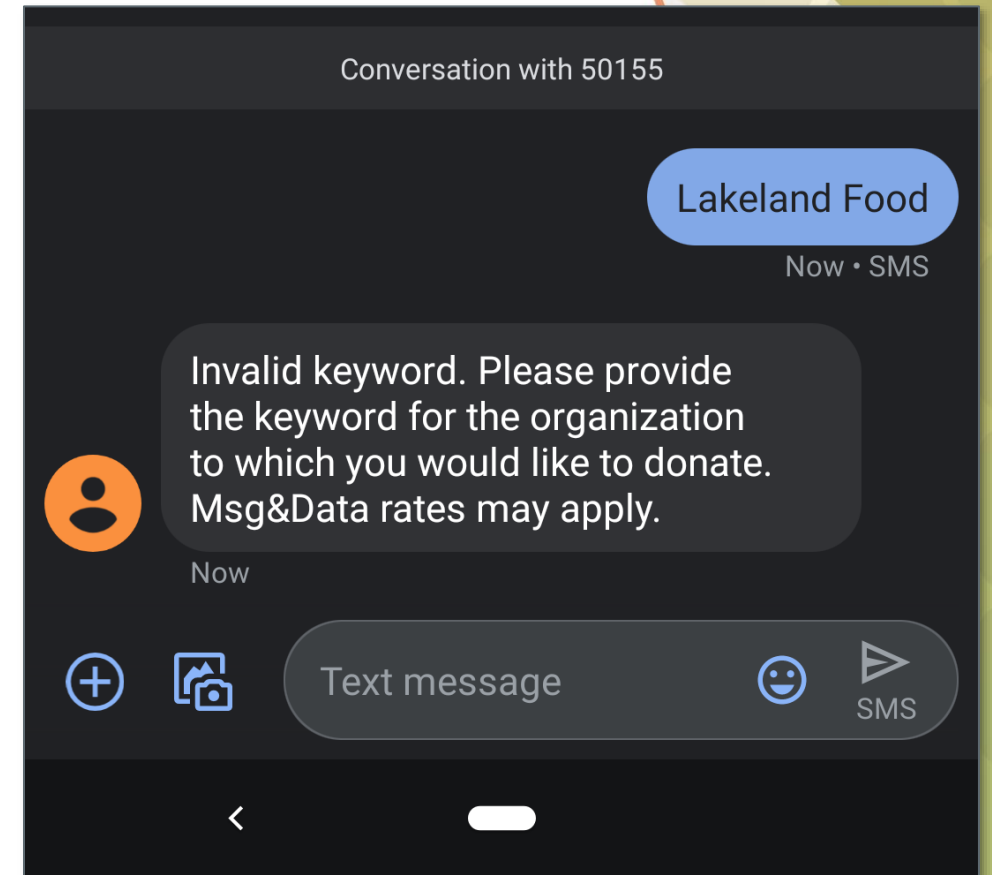 Conversation with 50155
Lakeland Food
Now • SMS
Invalid keyword. Please provide
the keyword for the organization
to which you would like to donate.
Msg&Data rates may apply.
Now
Text message
SMS